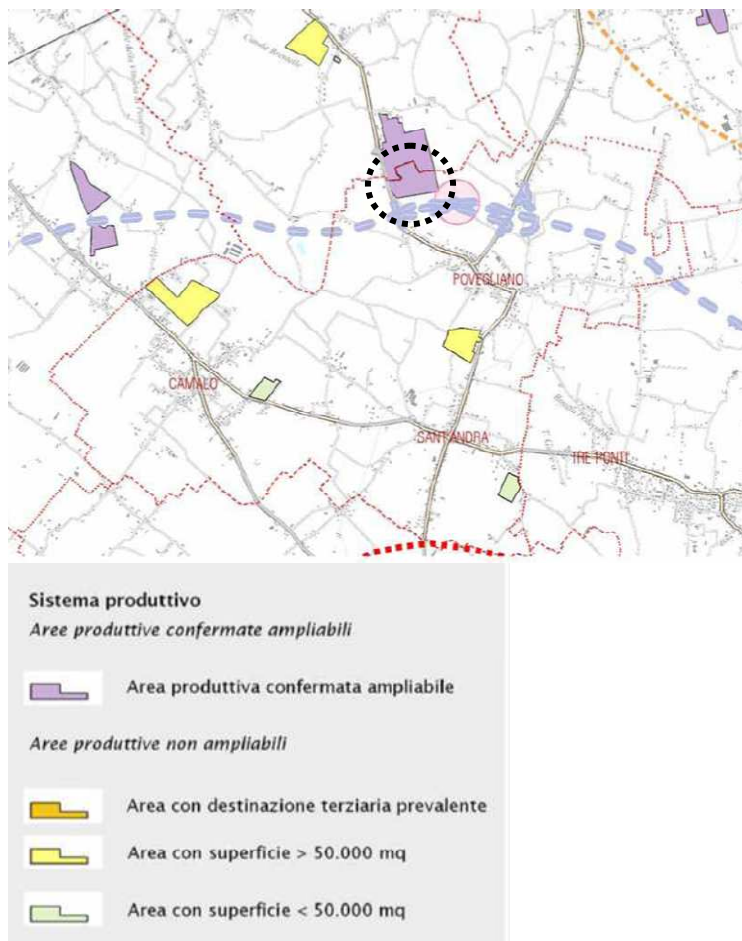 POVEGLIANO
CAMALO'
SANT'ANDRA'
TRE PONTI
Sistema produttivo
Aree produttive confermate ampliabili
Area produttiva confermata ampliabile
Aree produttive non ampliabili
Area con destinazione terziaria prevalente
Area con superficie > 50.000 mq
Area con superficie < 50.000 mq